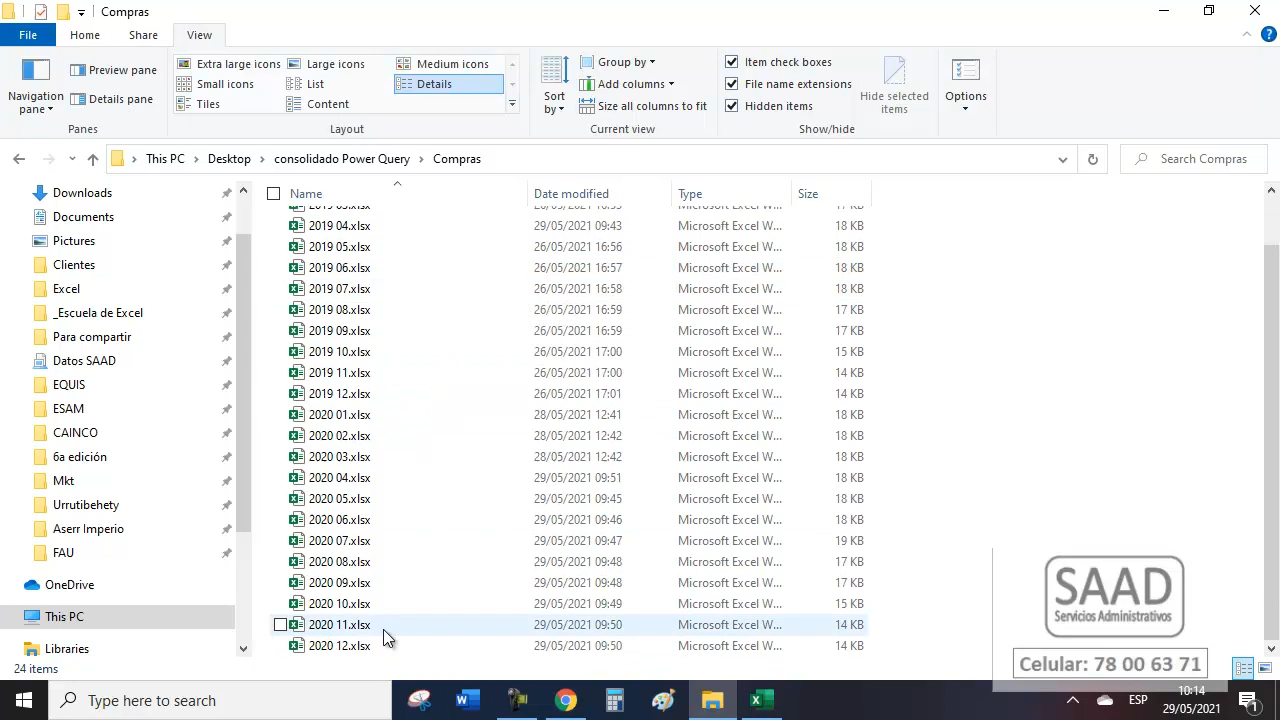 Compras
File
Home
Share
View
Navigation pane
Preview pane
Details pane
Panes
Extra large icons
Large icons
Medium icons
Small icons
List
Details
Tiles
Content
Layout
Sort by
Group by
Add columns
Size all columns to fit
Current view
Item check boxes
File name extensions
Hidden items
Hide selected items
Show/hide
Options
This PC > Desktop > consolidado Power Query > Compras
Search Compras
Downloads
Documents
Pictures
Clientes
Excel
_Escuela de Excel
Para compartir
Datos SAAD
EQUIS
ESAM
CAINCO
6a edición
Mkt
Urrutibehety
Aserr Imperio
FAU
OneDrive
This PC
Libraries
24 items
Name Date modified Type Size
2019 04.xlsx 29/05/2021 09:43 Microsoft Excel W... 18 KB
2019 05.xlsx 26/05/2021 16:56 Microsoft Excel W... 18 KB
2019 06.xlsx 26/05/2021 16:57 Microsoft Excel W... 18 KB
2019 07.xlsx 26/05/2021 16:58 Microsoft Excel W... 18 KB
2019 08.xlsx 26/05/2021 16:59 Microsoft Excel W... 17 KB
2019 09.xlsx 26/05/2021 16:59 Microsoft Excel W... 17 KB
2019 10.xlsx 26/05/2021 17:00 Microsoft Excel W... 15 KB
2019 11.xlsx 26/05/2021 17:00 Microsoft Excel W... 14 KB
2019 12.xlsx 26/05/2021 17:01 Microsoft Excel W... 14 KB
2020 01.xlsx 28/05/2021 12:41 Microsoft Excel W... 18 KB
2020 02.xlsx 28/05/2021 12:42 Microsoft Excel W... 18 KB
2020 03.xlsx 28/05/2021 12:42 Microsoft Excel W... 18 KB
2020 04.xlsx 29/05/2021 09:51 Microsoft Excel W... 18 KB
2020 05.xlsx 29/05/2021 09:45 Microsoft Excel W... 18 KB
2020 06.xlsx 29/05/2021 09:46 Microsoft Excel W... 18 KB
2020 07.xlsx 29/05/2021 09:47 Microsoft Excel W... 19 KB
2020 08.xlsx 29/05/2021 09:48 Microsoft Excel W... 17 KB
2020 09.xlsx 29/05/2021 09:48 Microsoft Excel W... 17 KB
2020 10.xlsx 29/05/2021 09:49 Microsoft Excel W... 15 KB
2020 11.xlsx 29/05/2021 09:50 Microsoft Excel W... 14 KB
2020 12.xlsx 29/05/2021 09:50 Microsoft Excel W... 14 KB
SAAD
Servicios Administrativos
Celular: 78 00 63 71
Type here to search
ESP
10:14
29/05/2021
1